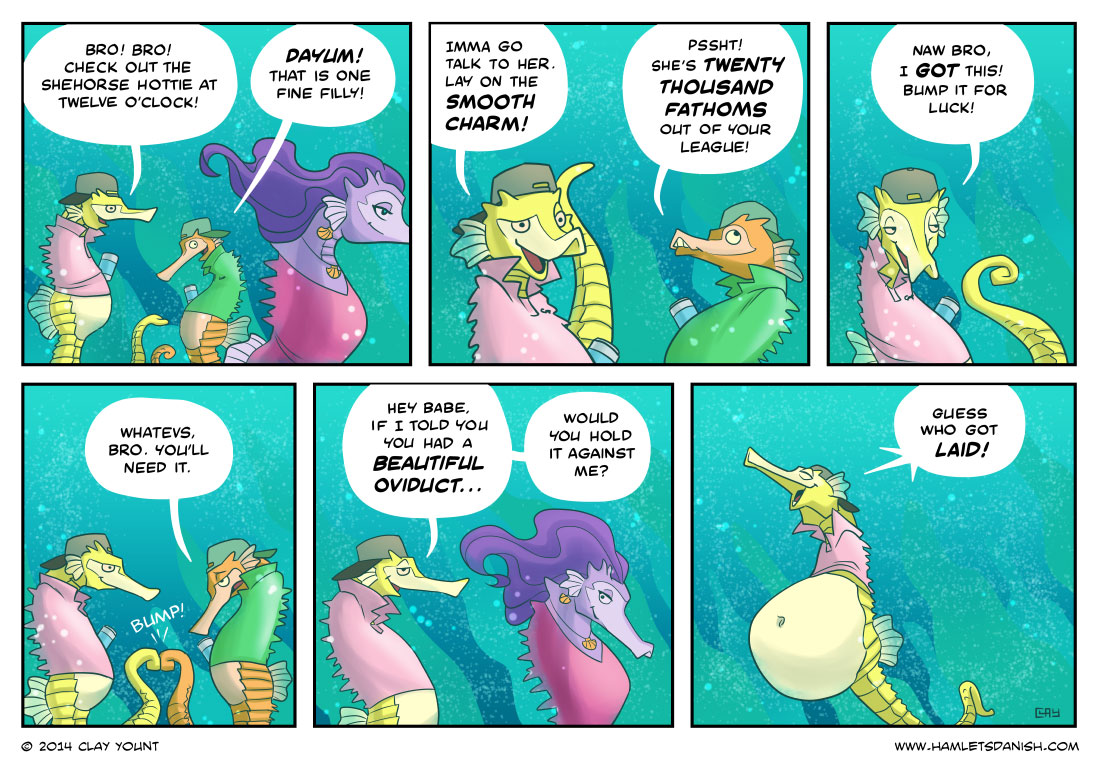 BRO! BRO!
CHECK OUT THE
SHEHORSE HOTTIE AT
TWELVE O'CLOCK!
DAYUM!
THAT IS ONE
FINE FILLY!
IMMA GO
TALK TO HER.
LAY ON THE
SMOOTH
CHARM!
PSSHT!
SHE'S TWENTY
THOUSAND
FATHOMS
OUT OF YOUR
LEAGUE!
NAW BRO,
I GOT THIS!
BUMP IT FOR
LUCK!
WHATEVS,
BRO. YOU'LL
NEED IT.
BUMP!
HEY BABE,
IF I TOLD YOU
YOU HAD A
BEAUTIFUL
OVIDUCT...
WOULD
YOU HOLD
IT AGAINST
ME?
GUESS
WHO GOT
LAID!
CLAY
© 2014 CLAY YOUNT
WWW.HAMLETSDANISH.COM